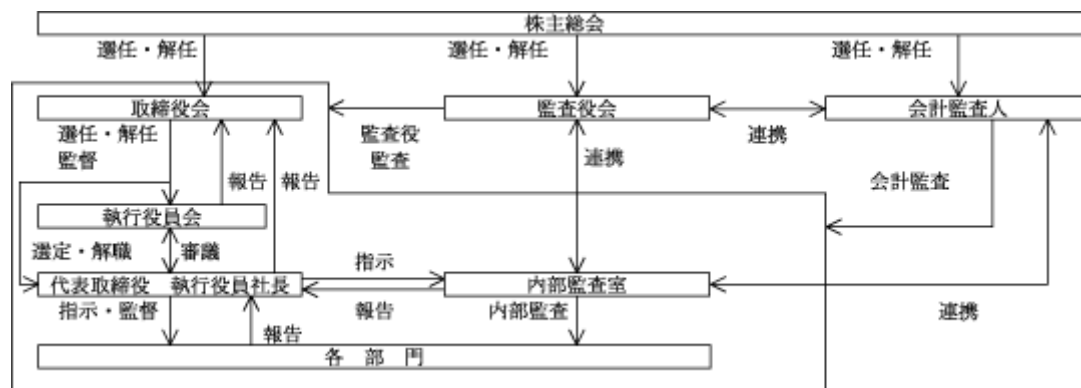 株主総会
選任・解任
選任・解任
選任・解任
取締役会
監査役会
会計監査人
選任・解任
監督
監査役
監査
連携
連携
報告
報告
会計監査
執行役員会
選定・解職
審議
指示
代表取締役　執行役員社長
内部監査室
指示・監督
報告
内部監査
連携
報告
各　部　門